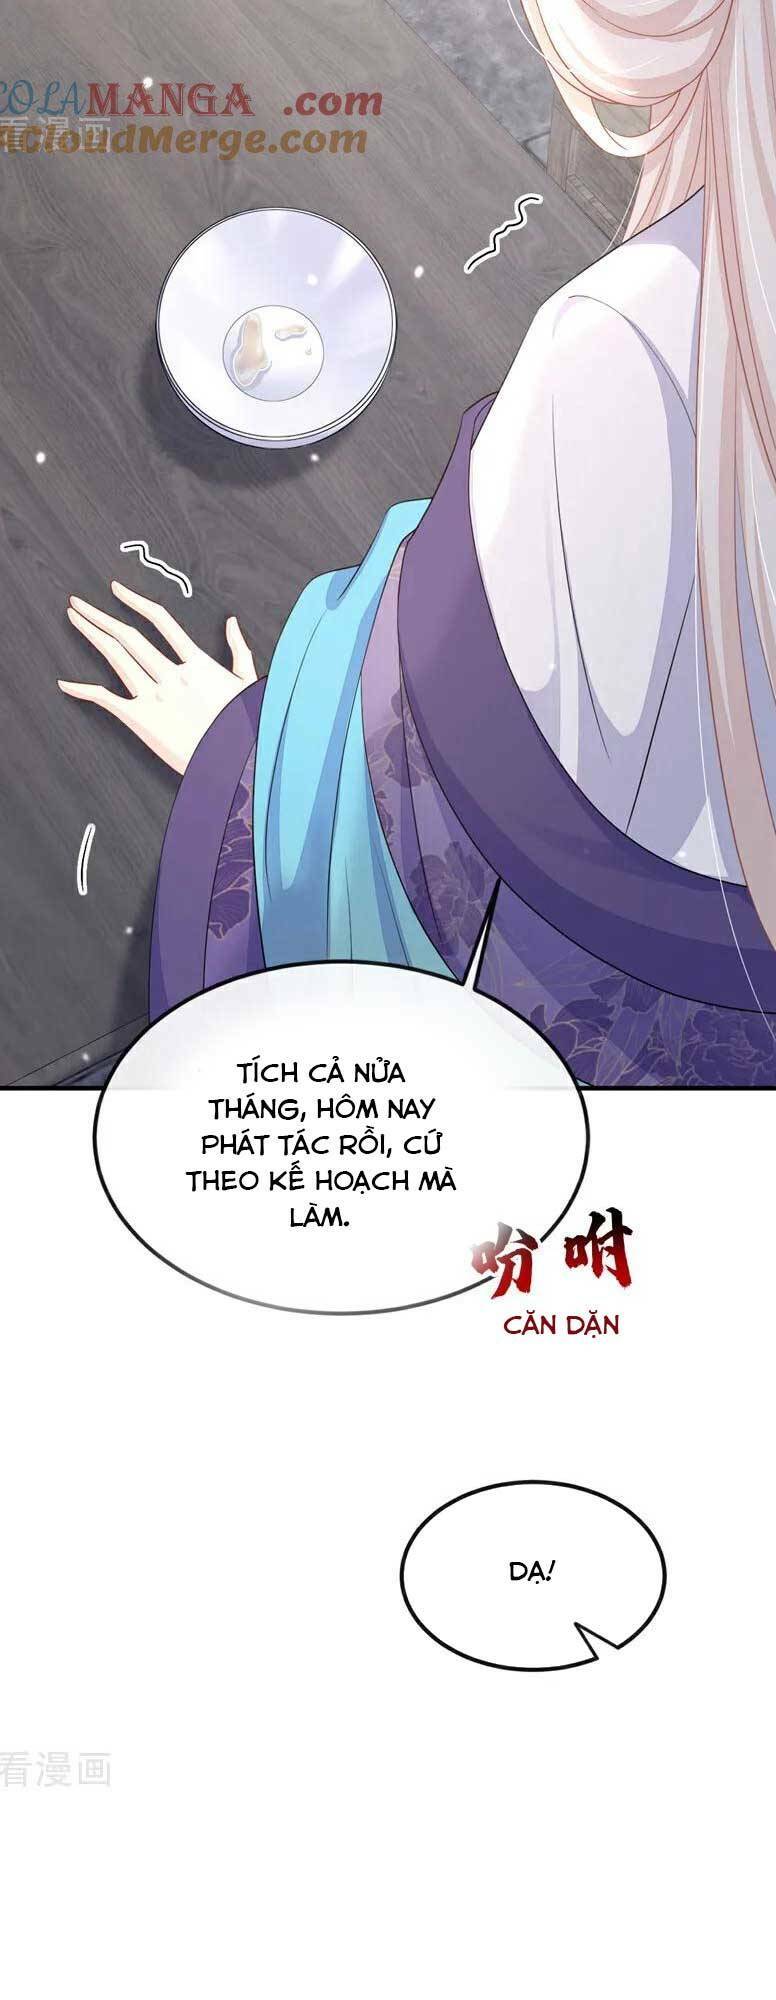 COLAMANGA.com
看漫画
CloudMerge.com
TÍCH CẢ NỬA
THÁNG, HÔM NAY
PHÁT TÁC RỒI, CỨ
THEO KẾ HOẠCH MÀ
LÀM.
吩咐
CĂN DẶN
DẠ!
看漫画